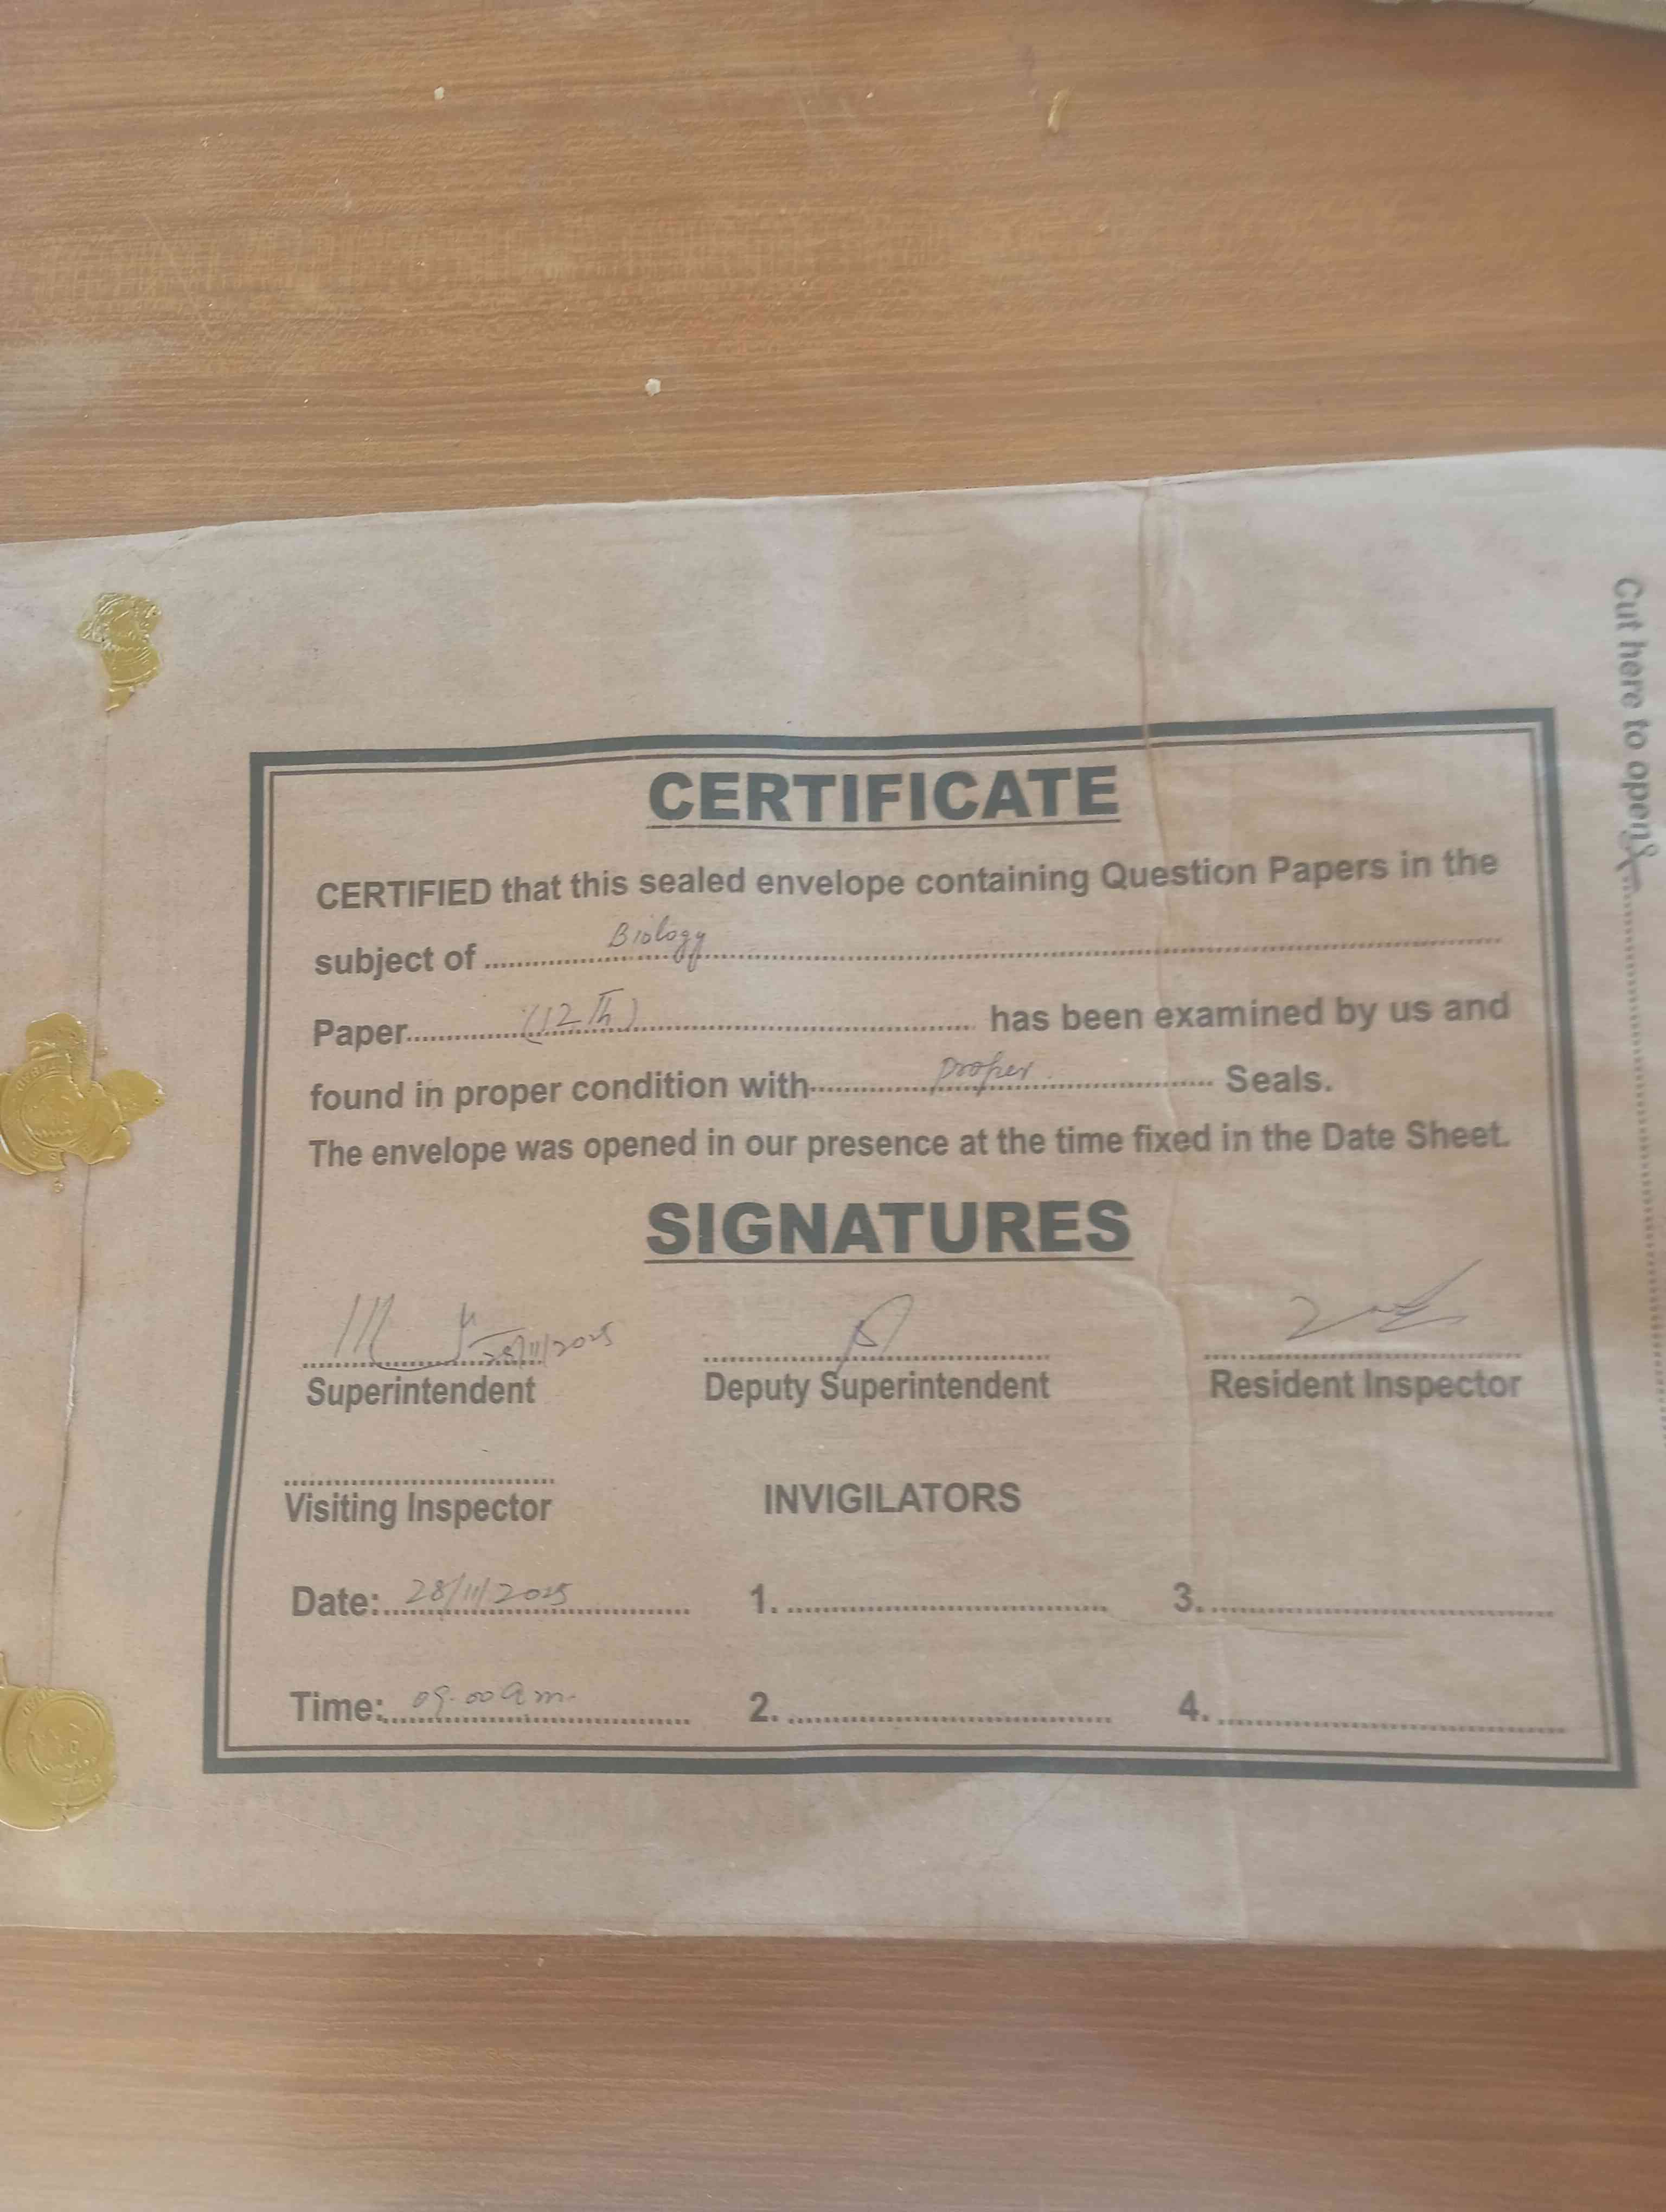 CERTIFICATE
CERTIFIED that this sealed envelope containing Question Papers in the
subject of Biology
Paper (12th) has been examined by us and
found in proper condition with proper Seals.
The envelope was opened in our presence at the time fixed in the Date Sheet.
SIGNATURES
28/11/2025
Superintendent Deputy Superintendent Resident Inspector
Visiting Inspector INVIGILATORS
Date: 28/11/2025 1. 3.
Time: 09.00 a.m. 2. 4.
Cut here to open